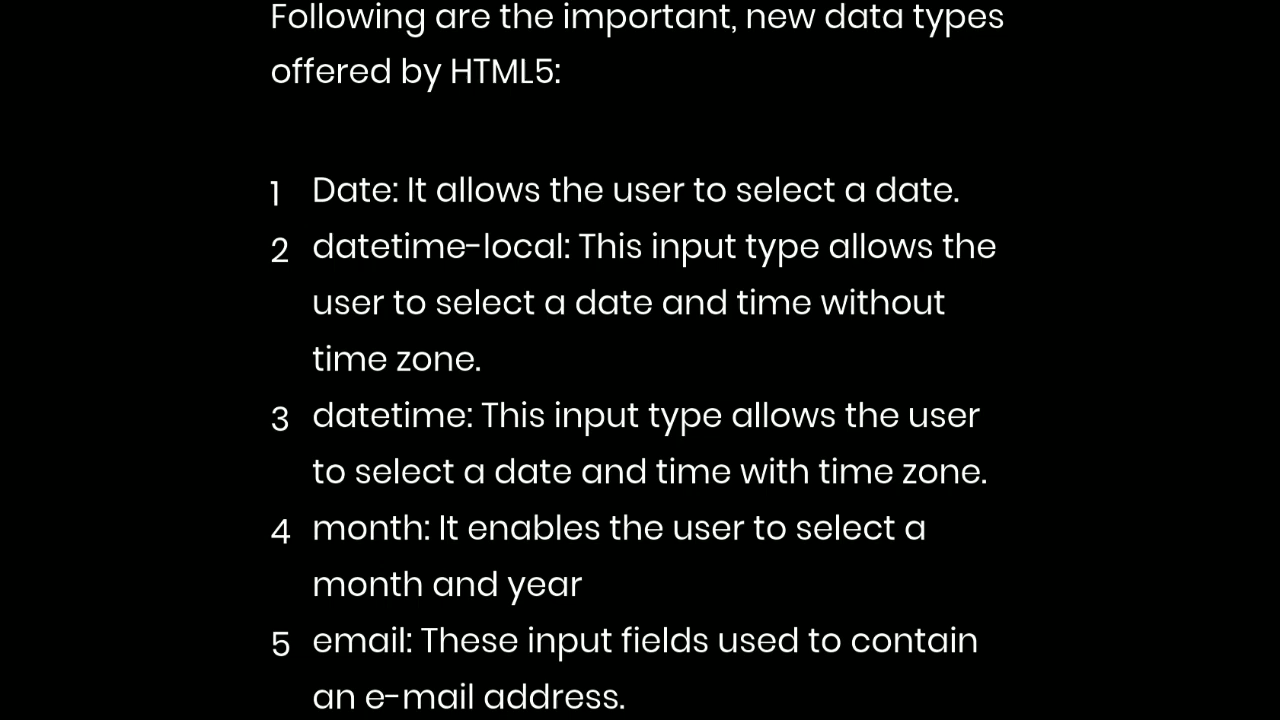 Following are the important, new data types
offered by HTML5:
1 Date: It allows the user to select a date.
2 datetime-local: This input type allows the
user to select a date and time without
time zone.
3 datetime: This input type allows the user
to select a date and time with time zone.
4 month: It enables the user to select a
month and year
5 email: These input fields used to contain
an e-mail address.